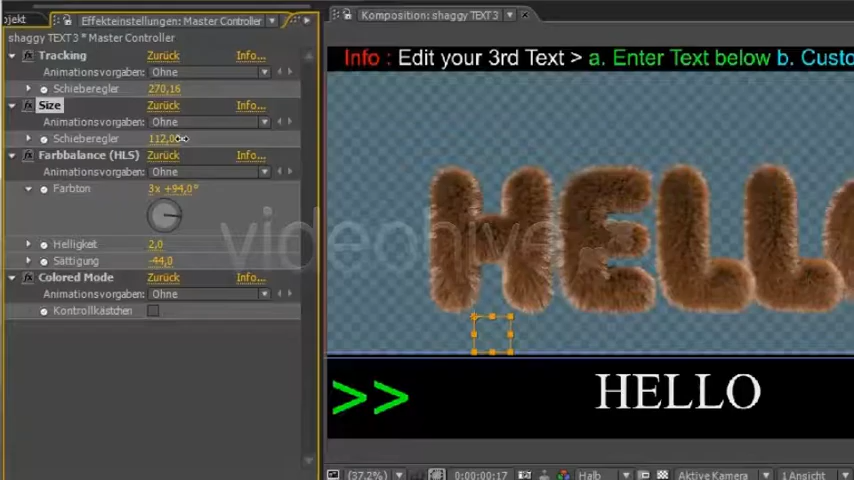 ojekt
Effekteinstellungen: Master Controller
shaggy TEXT3 * Master Controller
Tracking Zurück Info...
Animationsvorgaben: Ohne
Schieberegler 270,16
Size Zurück Info...
Animationsvorgaben: Ohne
Schieberegler 112,0
Farbbalance (HLS) Zurück Info...
Animationsvorgaben: Ohne
Farbton 3x +94,0°
Helligkeit 2,0
Sättigung -44,0
Colored Mode Zurück Info...
Animationsvorgaben: Ohne
Kontrollkästchen
Komposition: shaggy TEXT3
Info : Edit your 3rd Text > a. Enter Text below b. Custo
HELL
videohive
>> HELLO
(37,2%) 0:00:00:17 Halb Aktive Kamera 1 Ansicht